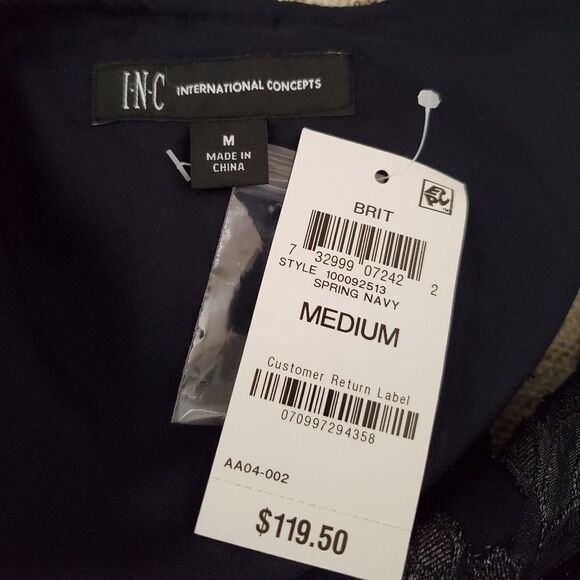 I·N·C INTERNATIONAL CONCEPTS
M
MADE IN
CHINA
EPC
BRIT
7 32999 07242 2
STYLE 100092513
SPRING NAVY
MEDIUM
Customer Return Label
070997294358
AA04-002
$119.50